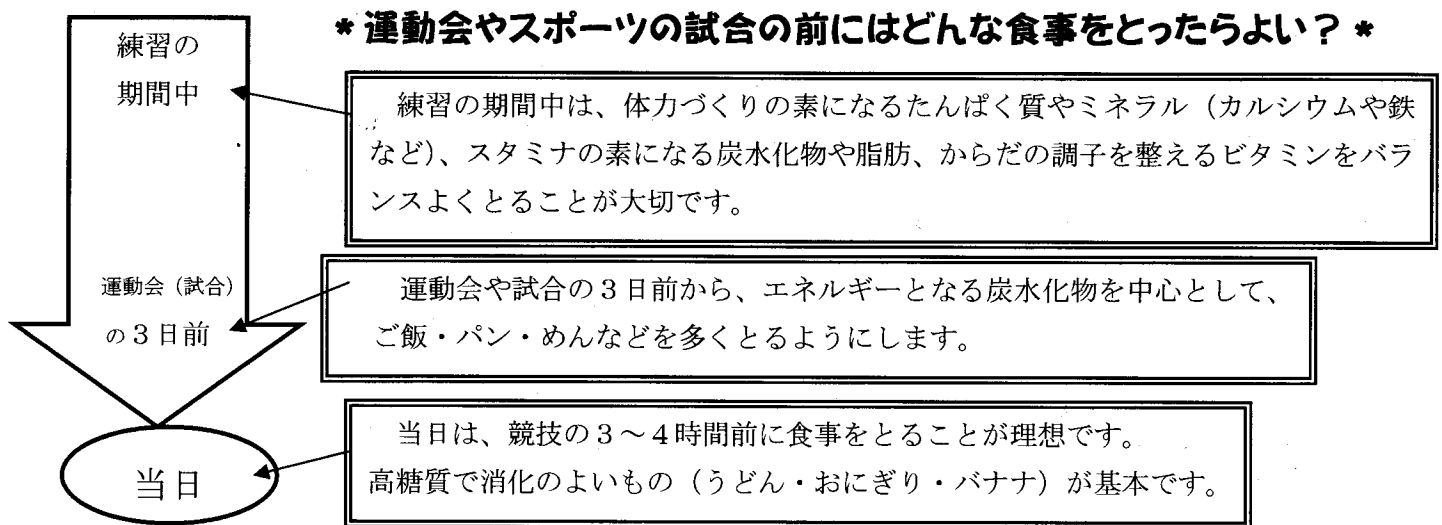 ＊運動会やスポーツの試合の前にはどんな食事をとったらよい？＊
練習の
期間中
練習の期間中は、体力づくりの素になるたんぱく質やミネラル（カルシウムや鉄
など）、スタミナの素になる炭水化物や脂肪、からだの調子を整えるビタミンをバラ
ンスよくとることが大切です。
運動会（試合）
の３日前
運動会や試合の３日前から、エネルギーとなる炭水化物を中心として、
ご飯・パン・めんなどを多くとるようにします。
当日
当日は、競技の３～４時間前に食事をとることが理想です。
高糖質で消化のよいもの（うどん・おにぎり・バナナ）が基本です。